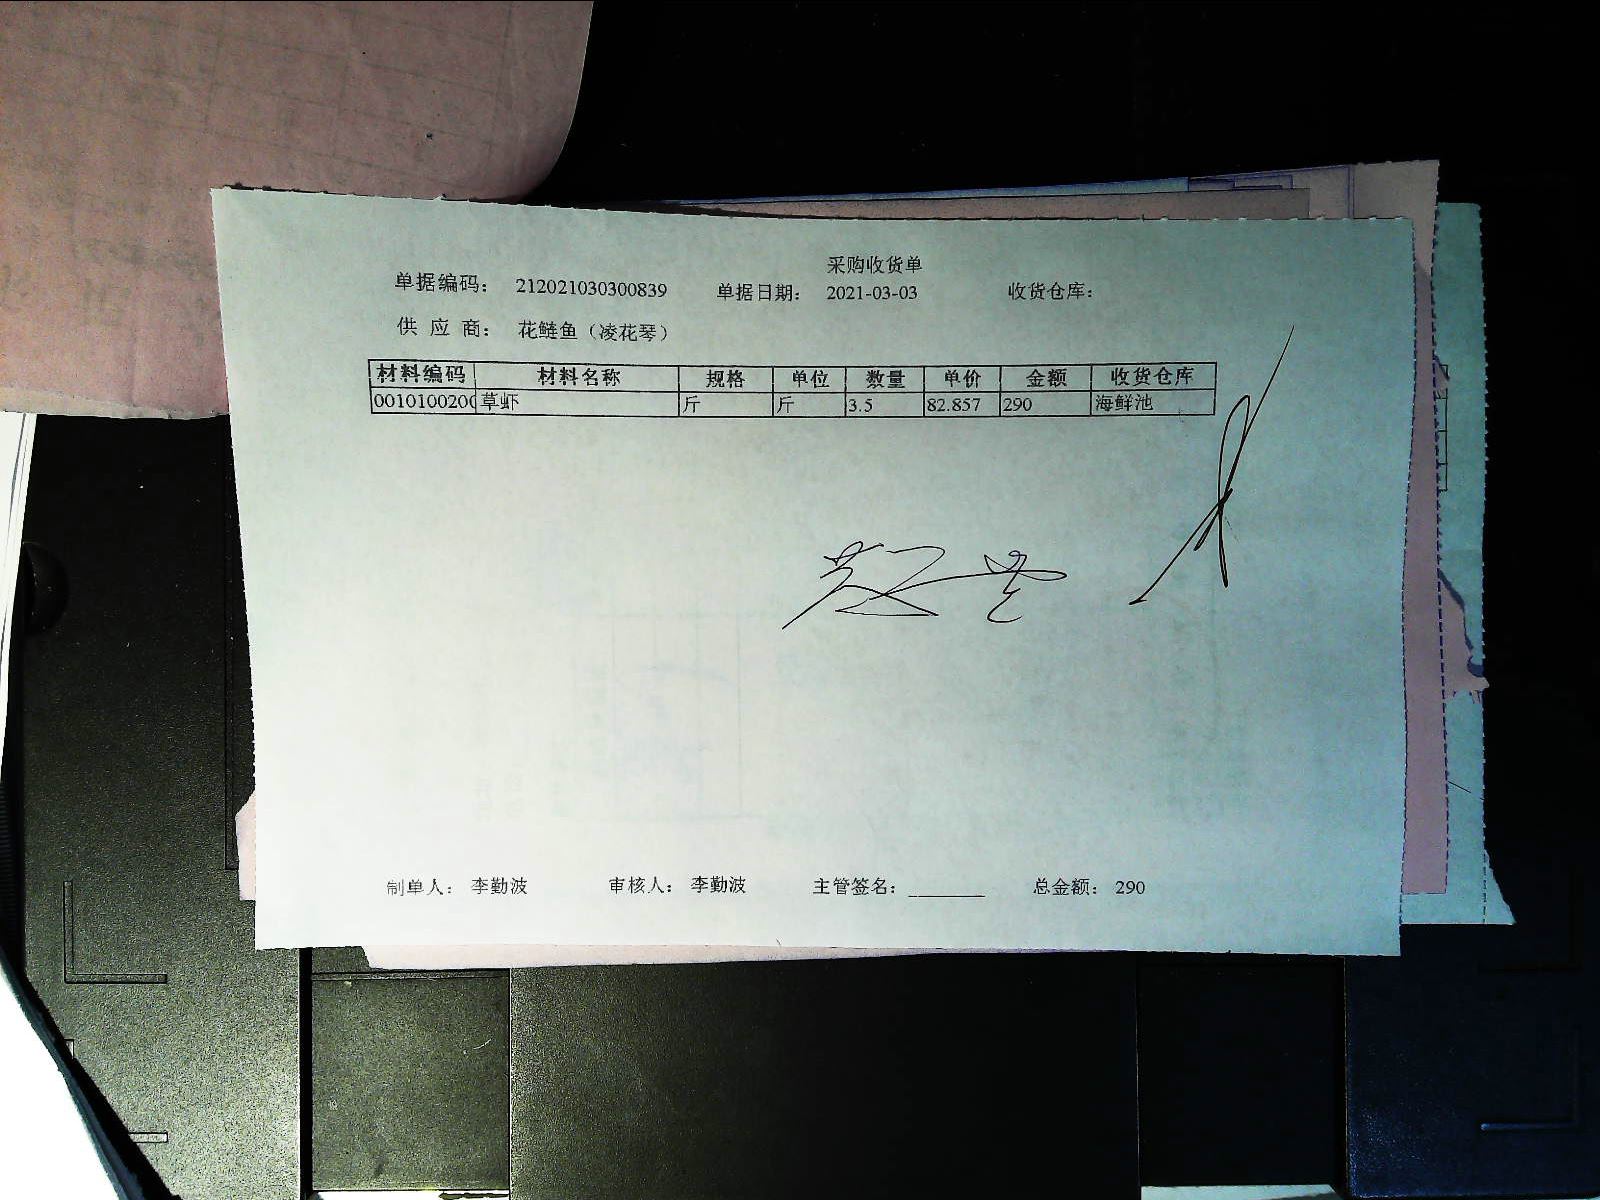 采购收货单
单据编码： 212021030300839 单据日期： 2021-03-03 收货仓库：
供 应 商： 花鲢鱼（凌花琴）
材料编码 材料名称 规格 单位 数量 单价 金额 收货仓库
001010020 草虾 斤 斤 3.5 82.857 290 海鲜池
制单人： 李勤波 审核人： 李勤波 主管签名： 总金额： 290